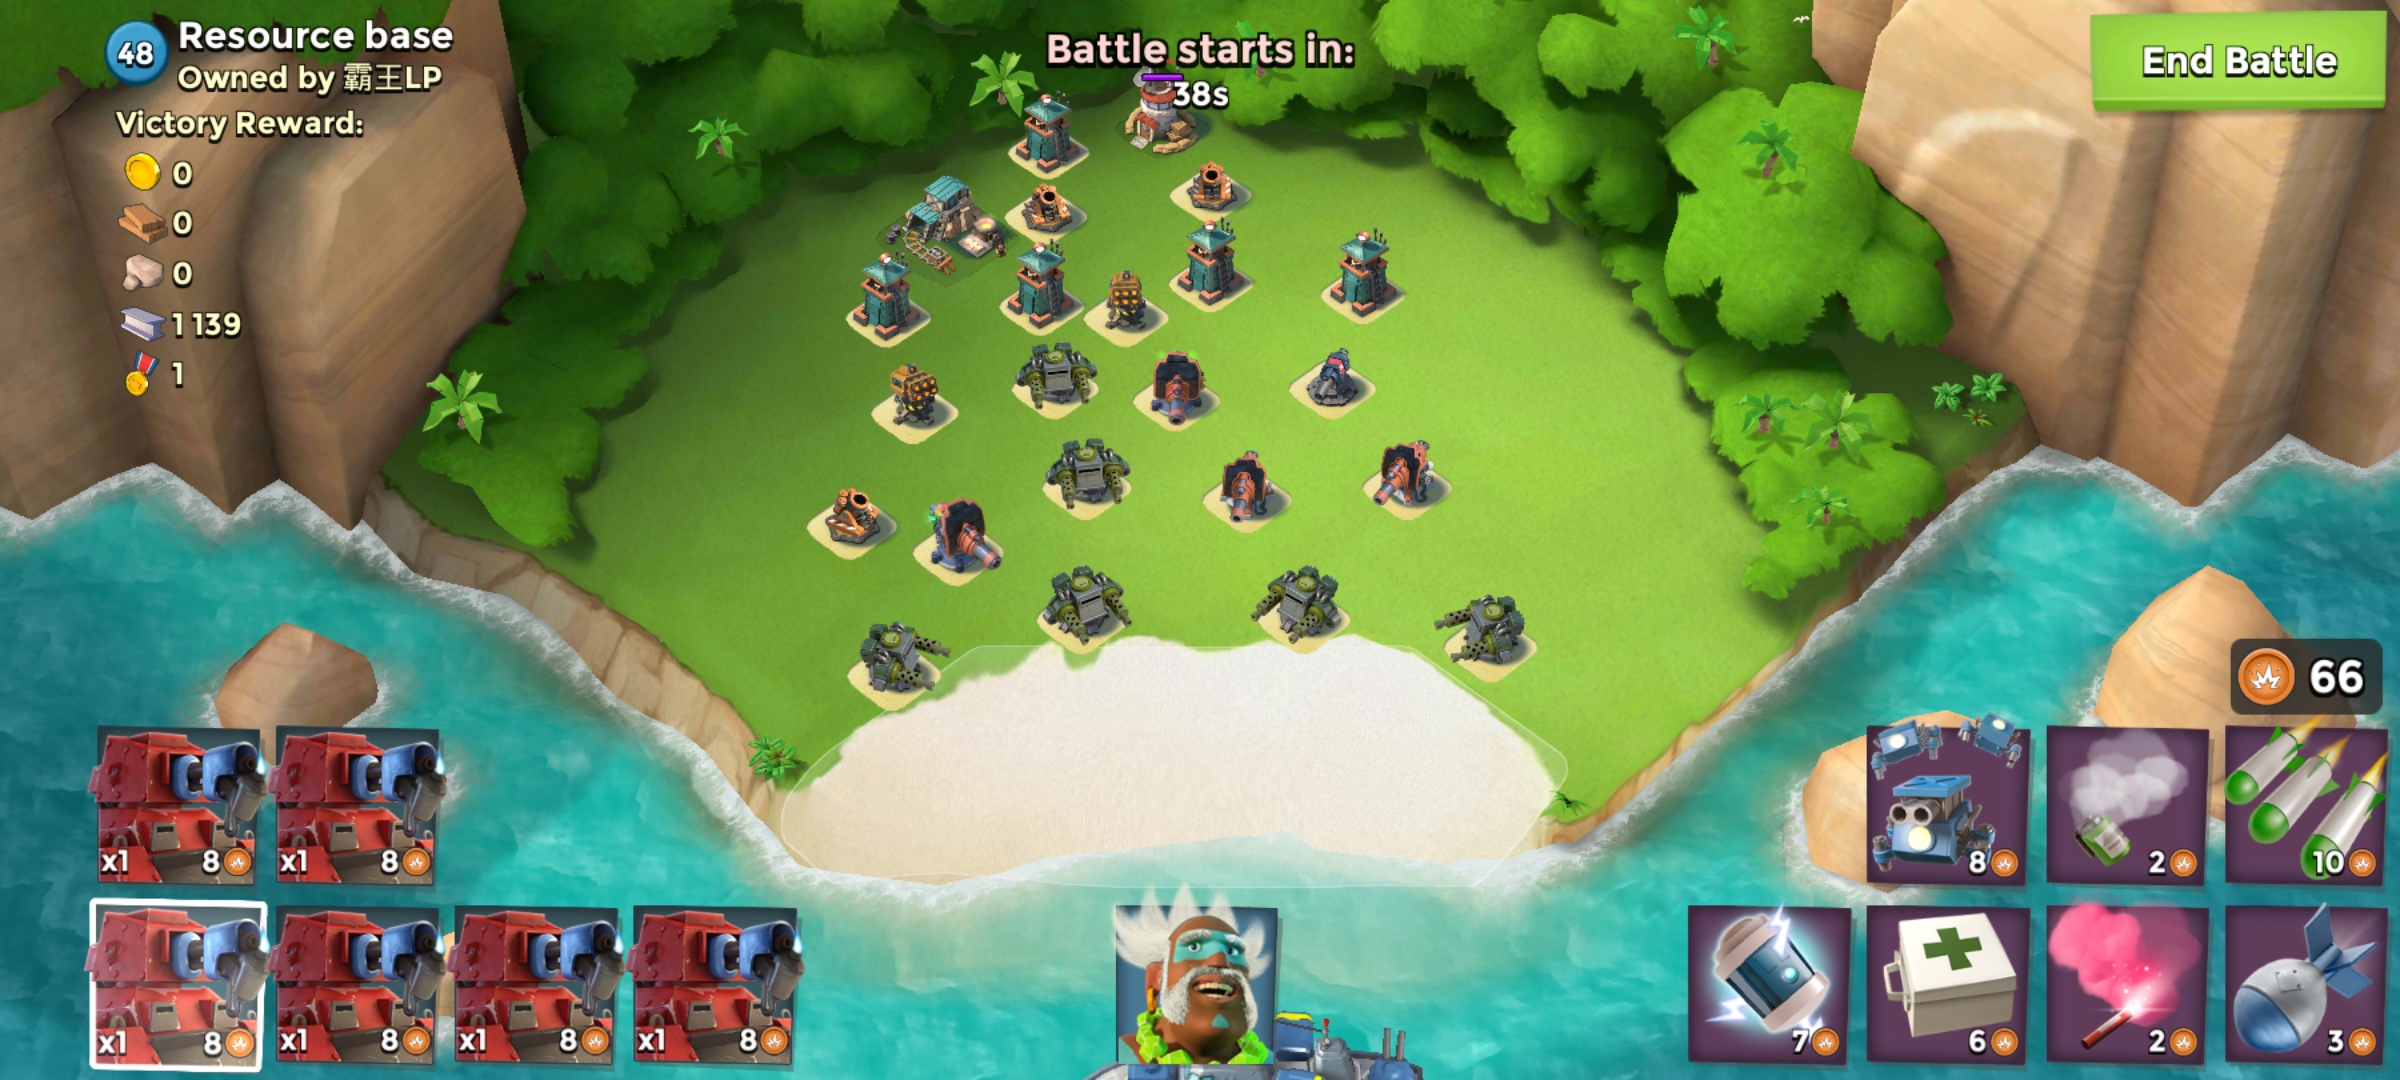 48
Resource base
Owned by 霸王LP
Victory Reward:
0
0
0
1 139
1
Battle starts in:
38s
End Battle
66
x1 8
x1 8
8
2
10
x1 8
x1 8
x1 8
x1 8
7
6
2
3